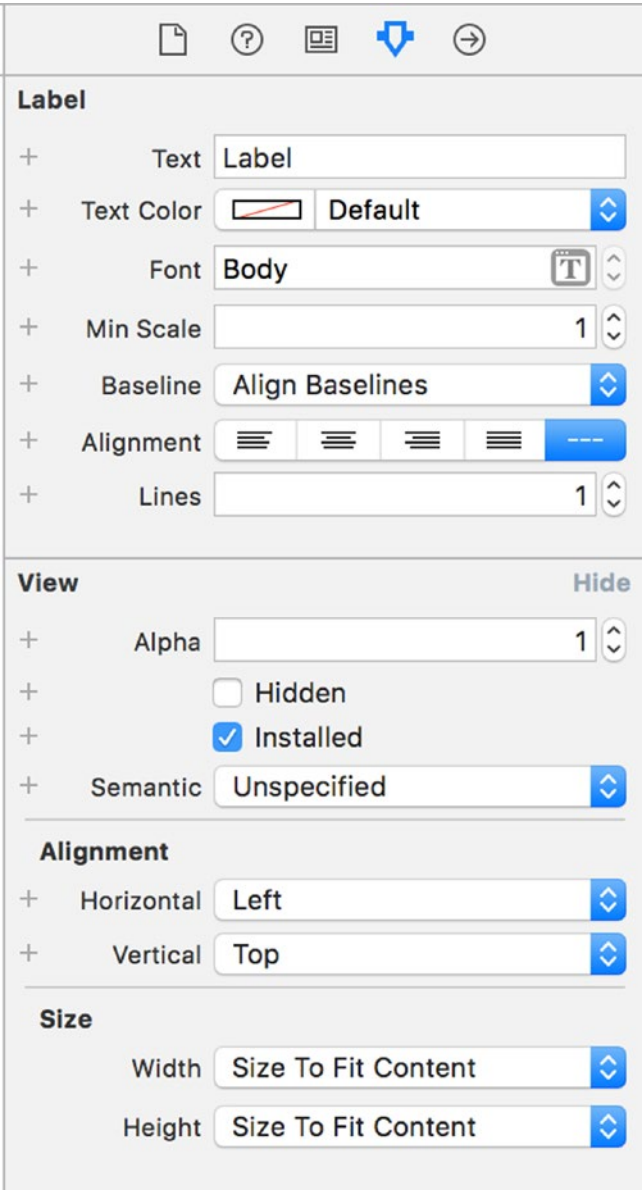 Label
Text Label
Text Color Default
Font Body T
Min Scale 1
Baseline Align Baselines
Alignment ---
Lines 1
View Hide
Alpha 1
Hidden
Installed
Semantic Unspecified
Alignment
Horizontal Left
Vertical Top
Size
Width Size To Fit Content
Height Size To Fit Content